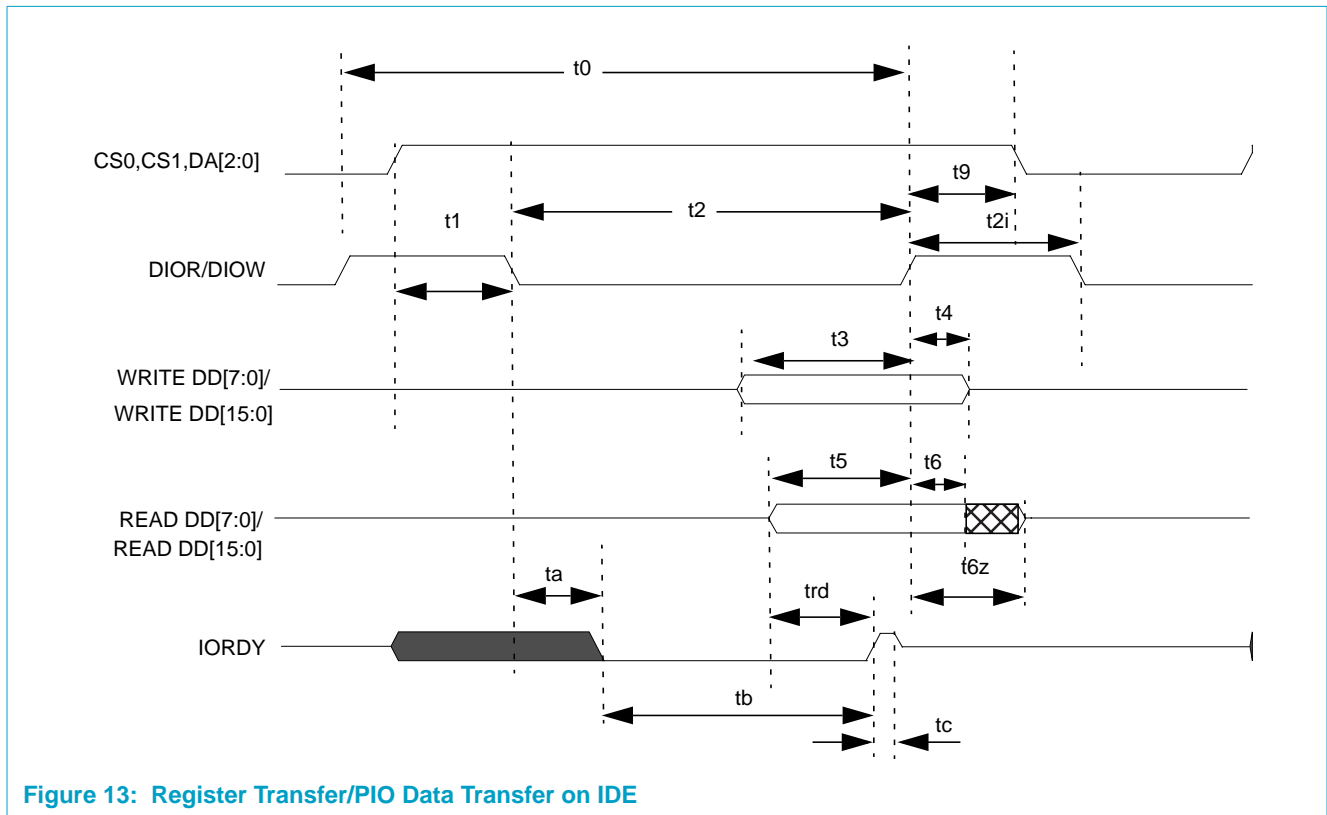 t0
CS0,CS1,DA[2:0]
t9
t1
t2
t2i
DIOR/DIOW
t4
t3
WRITE DD[7:0]/
WRITE DD[15:0]
t5
t6
READ DD[7:0]/
READ DD[15:0]
t6z
ta
trd
IORDY
tb
tc
Figure 13: Register Transfer/PIO Data Transfer on IDE